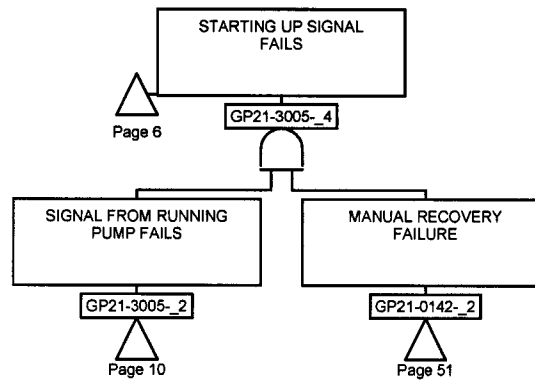 STARTING UP SIGNAL
FAILS
Page 6
GP21-3005-_4
SIGNAL FROM RUNNING
PUMP FAILS
MANUAL RECOVERY
FAILURE
GP21-3005-_2
GP21-0142-_2
Page 10
Page 51